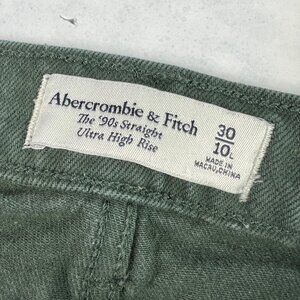 Abercrombie & Fitch
The '90s Straight
Ultra High Rise
30
10L
MADE IN
MACAU, CHINA